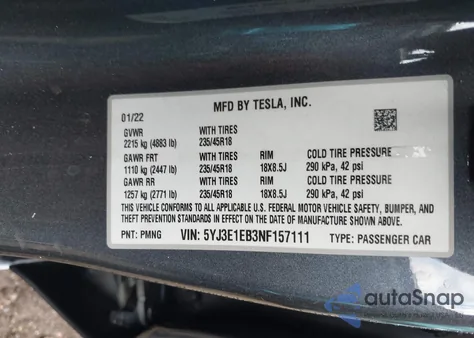 MFD BY TESLA, INC.
01/22
GVWR WITH TIRES
2215 kg (4883 lb) 235/45R18
GAWR FRT WITH TIRES RIM COLD TIRE PRESSURE
1110 kg (2447 lb) 235/45R18 18X8.5J 290 kPa, 42 psi
GAWR RR WITH TIRES RIM COLD TIRE PRESSURE
1257 kg (2771 lb) 235/45R18 18X8.5J 290 kPa, 42 psi
THIS VEHICLE CONFORMS TO ALL APPLICABLE U.S. FEDERAL MOTOR VEHICLE SAFETY, BUMPER, AND
THEFT PREVENTION STANDARDS IN EFFECT ON THE DATE OF MANUFACTURE SHOWN ABOVE.
PNT: PMNG VIN: 5YJ3E1EB3NF157111 TYPE: PASSENGER CAR
autaSnap